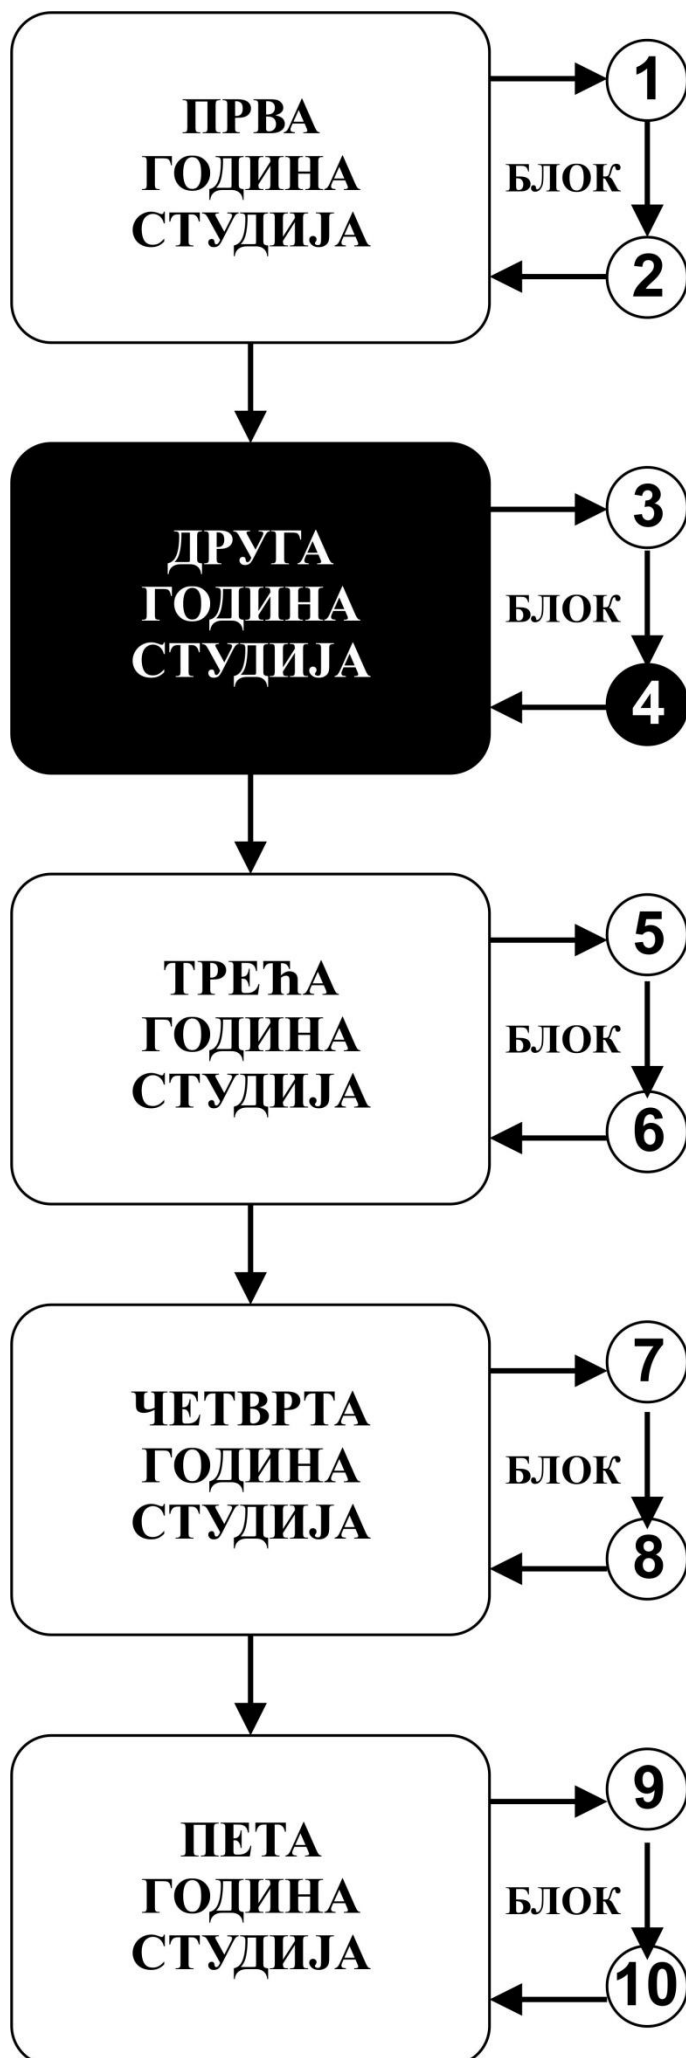 ПРВА
ГОДИНА
СТУДИЈА
1
БЛОК
2
ДРУГА
ГОДИНА
СТУДИЈА
3
БЛОК
4
ТРЕЋА
ГОДИНА
СТУДИЈА
5
БЛОК
6
ЧЕТВРТА
ГОДИНА
СТУДИЈА
7
БЛОК
8
ПЕТА
ГОДИНА
СТУДИЈА
9
БЛОК
10